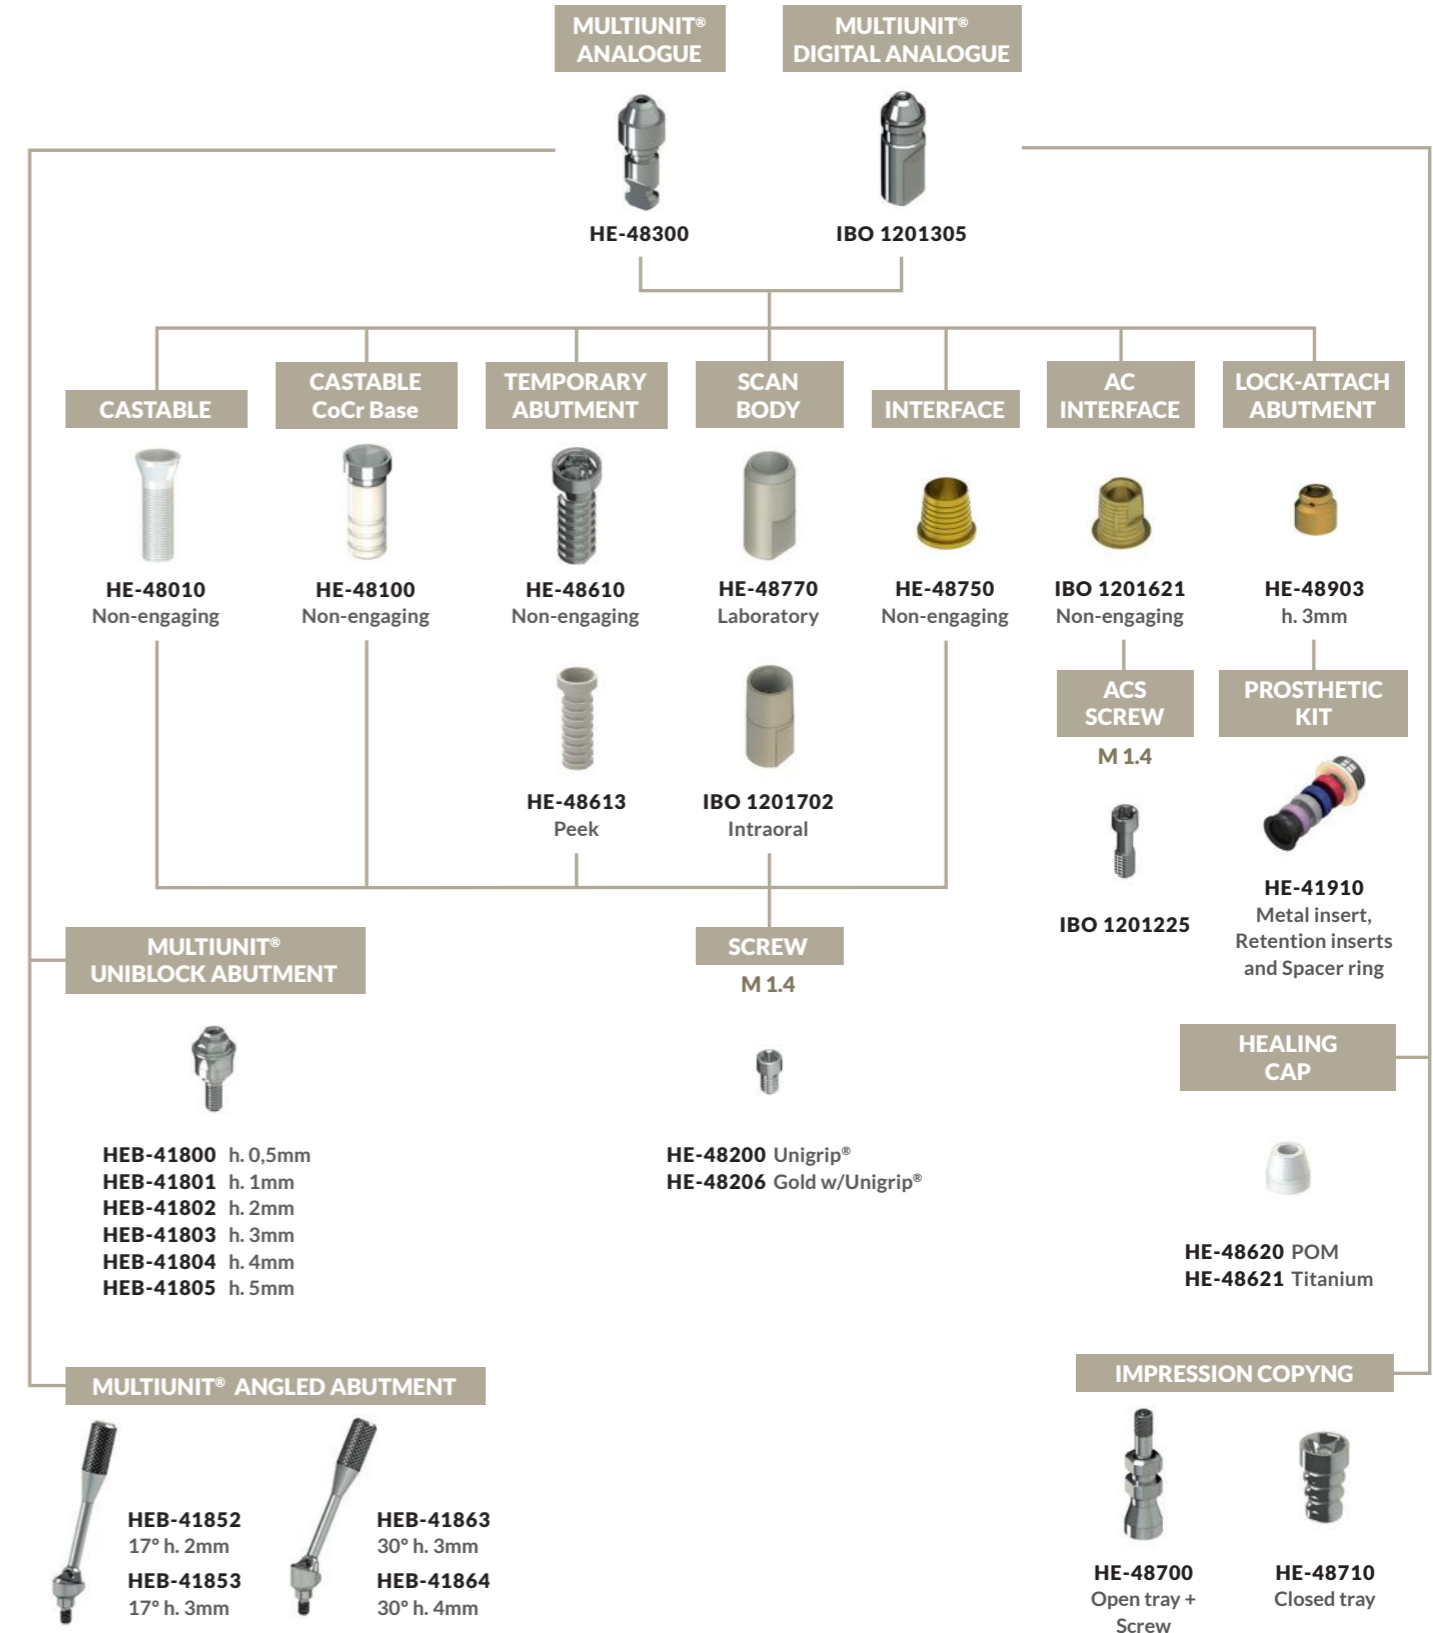 MULTIUNIT®
ANALOGUE
MULTIUNIT®
DIGITAL ANALOGUE
HE-48300
IBO 1201305
CASTABLE
CASTABLE
CoCr Base
TEMPORARY
ABUTMENT
SCAN
BODY
INTERFACE
AC
INTERFACE
LOCK-ATTACH
ABUTMENT
HE-48010
Non-engaging
HE-48100
Non-engaging
HE-48610
Non-engaging
HE-48770
Laboratory
HE-48750
Non-engaging
IBO 1201621
Non-engaging
HE-48903
h. 3mm
HE-48613
Peek
IBO 1201702
Intraoral
ACS
SCREW
M 1.4
IBO 1201225
PROSTHETIC
KIT
HE-41910
Metal insert,
Retention inserts
and Spacer ring
MULTIUNIT®
UNIBLOCK ABUTMENT
HEB-41800 h. 0,5mm
HEB-41801 h. 1mm
HEB-41802 h. 2mm
HEB-41803 h. 3mm
HEB-41804 h. 4mm
HEB-41805 h. 5mm
SCREW
M 1.4
HE-48200 Unigrip®
HE-48206 Gold w/Unigrip®
HEALING
CAP
HE-48620 POM
HE-48621 Titanium
MULTIUNIT® ANGLED ABUTMENT
HEB-41852
17° h. 2mm
HEB-41853
17° h. 3mm
HEB-41863
30° h. 3mm
HEB-41864
30° h. 4mm
IMPRESSION COPYNG
HE-48700
Open tray +
Screw
HE-48710
Closed tray